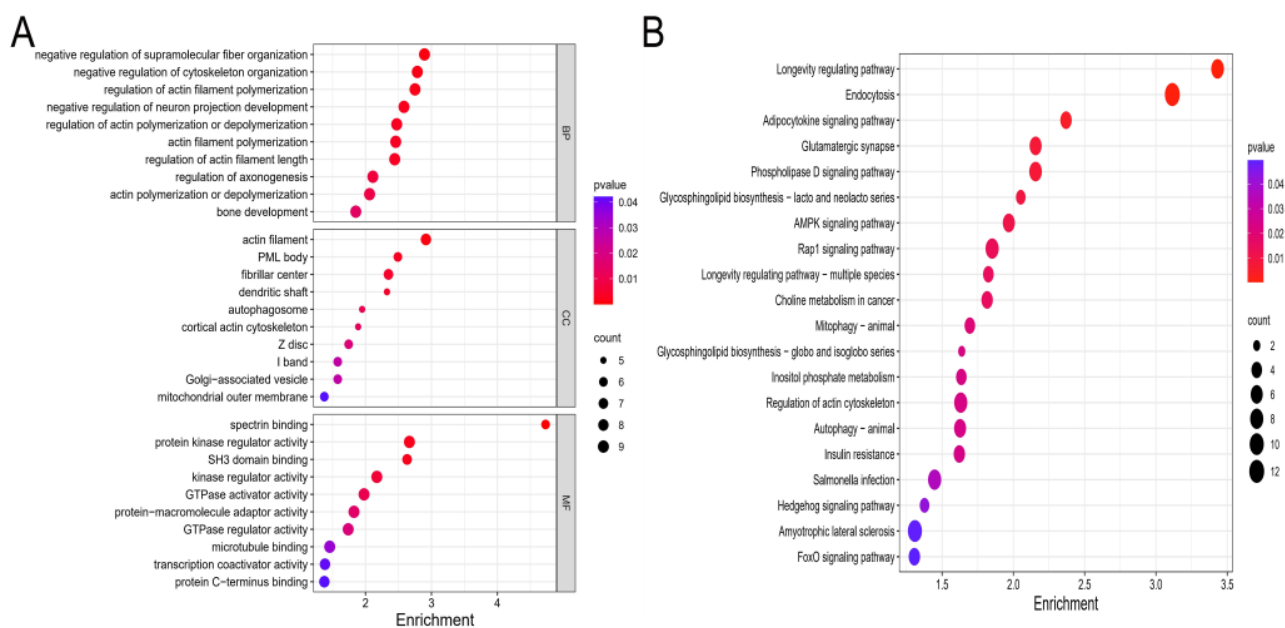 A
negative regulation of supramolecular fiber organization
negative regulation of cytoskeleton organization
regulation of actin filament polymerization
negative regulation of neuron projection development
regulation of actin polymerization or depolymerization
actin filament polymerization
regulation of actin filament length
regulation of axonogenesis
actin polymerization or depolymerization
bone development
BP
actin filament
PML body
fibrillar center
dendritic shaft
autophagosome
cortical actin cytoskeleton
Z disc
I band
Golgi−associated vesicle
mitochondrial outer membrane
CC
spectrin binding
protein kinase regulator activity
SH3 domain binding
kinase regulator activity
GTPase activator activity
protein−macromolecule adaptor activity
GTPase regulator activity
microtubule binding
transcription coactivator activity
protein C−terminus binding
MF
2 3 4
Enrichment
pvalue
0.04
0.03
0.02
0.01
count
5
6
7
8
9
B
Longevity regulating pathway
Endocytosis
Adipocytokine signaling pathway
Glutamatergic synapse
Phospholipase D signaling pathway
Glycosphingolipid biosynthesis − lacto and neolacto series
AMPK signaling pathway
Rap1 signaling pathway
Longevity regulating pathway − multiple species
Choline metabolism in cancer
Mitophagy − animal
Glycosphingolipid biosynthesis − globo and isoglobo series
Inositol phosphate metabolism
Regulation of actin cytoskeleton
Autophagy − animal
Insulin resistance
Salmonella infection
Hedgehog signaling pathway
Amyotrophic lateral sclerosis
FoxO signaling pathway
1.5 2.0 2.5 3.0 3.5
Enrichment
pvalue
0.04
0.03
0.02
0.01
count
2
4
6
8
10
12